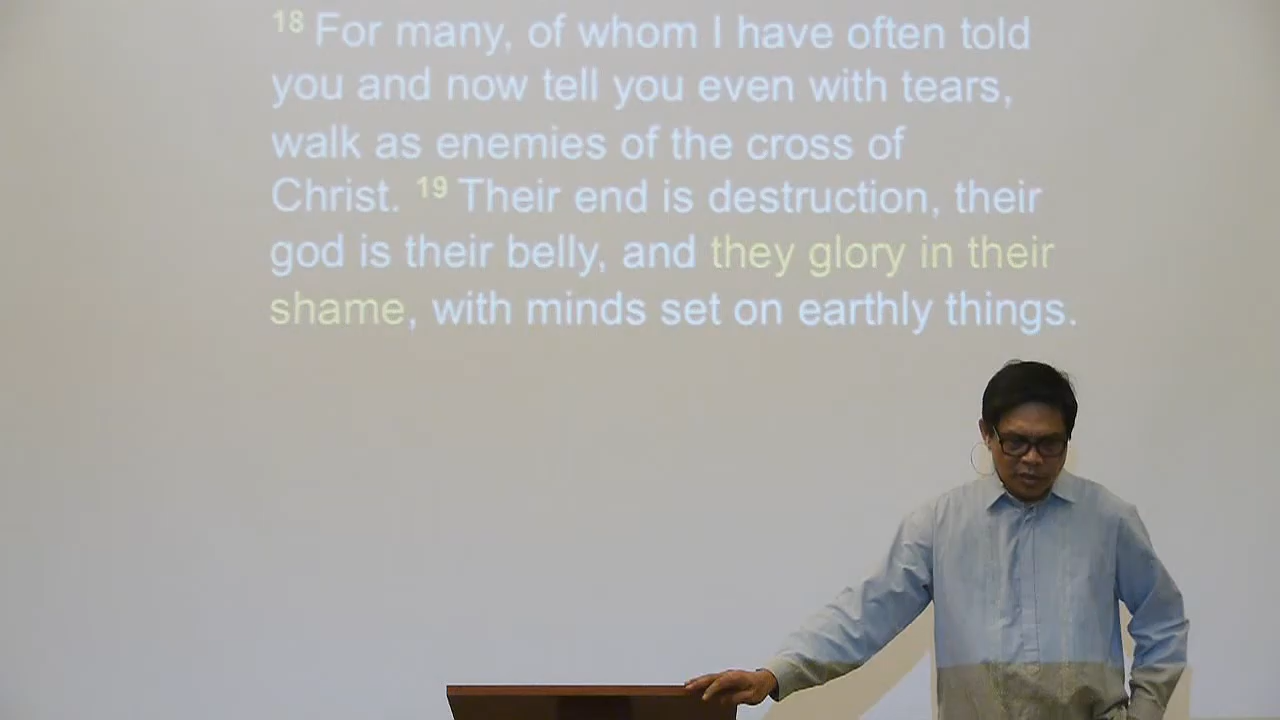 18 For many, of whom I have often told
you and now tell you even with tears,
walk as enemies of the cross of
Christ. 19 Their end is destruction, their
god is their belly, and they glory in their
shame, with minds set on earthly things.